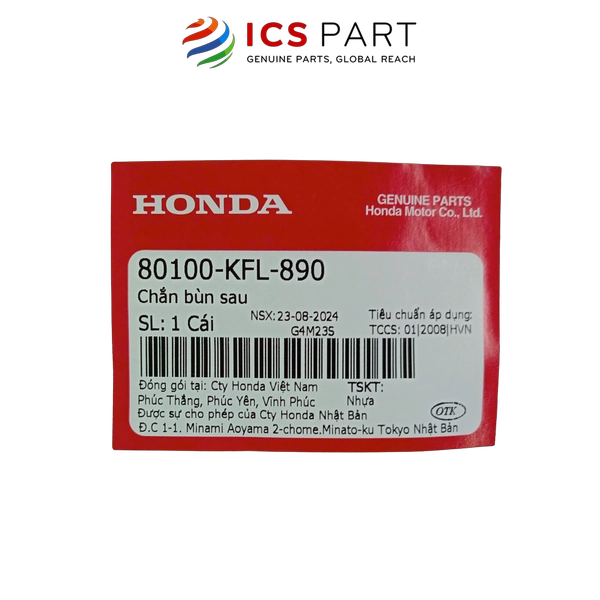 ICS PART
GENUINE PARTS, GLOBAL REACH
HONDA
GENUINE PARTS
Honda Motor Co., Ltd.
80100-KFL-890
Chắn bùn sau
SL: 1 Cái
NSX:23-08-2024
G4M23S
Tiêu chuẩn áp dụng:
TCCS: 01|2008|HVN
Đóng gói tại: Cty Honda Việt Nam
Phúc Thắng, Phúc Yên, Vĩnh Phúc
TSKT:
Nhựa
Được sự cho phép của Cty Honda Nhật Bản
Đ.C 1-1. Minami Aoyama 2-chome.Minato-ku Tokyo Nhật Bản
OTK